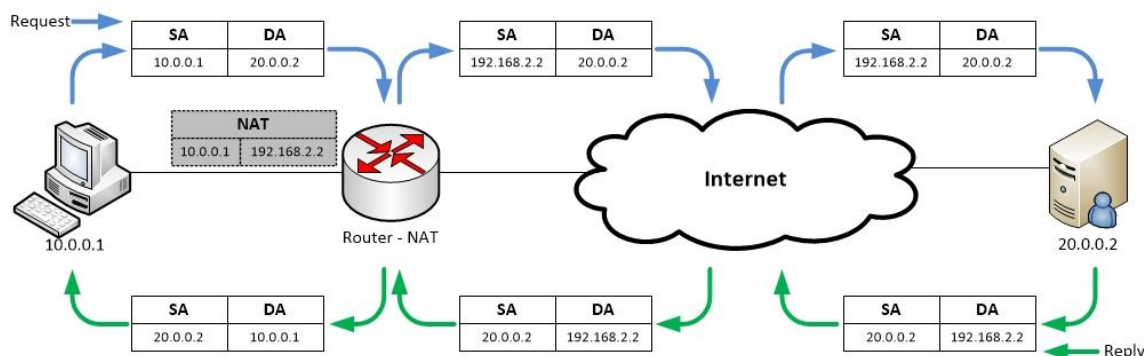 Request
SA DA
10.0.0.1 20.0.0.2
SA DA
192.168.2.2 20.0.0.2
SA DA
192.168.2.2 20.0.0.2
NAT
10.0.0.1 192.168.2.2
Internet
10.0.0.1
Router - NAT
20.0.0.2
SA DA
20.0.0.2 10.0.0.1
SA DA
20.0.0.2 192.168.2.2
SA DA
20.0.0.2 192.168.2.2
Reply